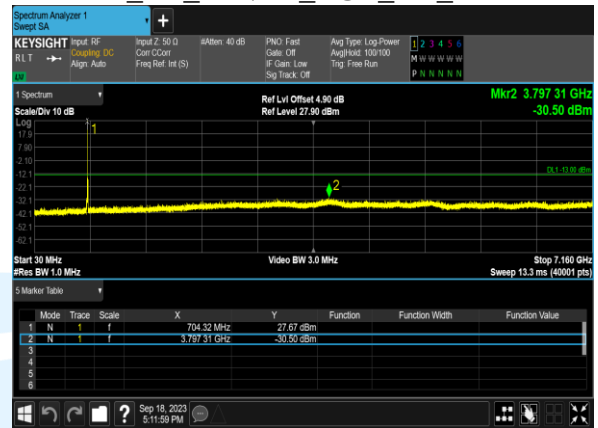 Spectrum Analyzer 1
Swept SA
+
KEYSIGHT Input: RF Input Z: 50 Ω #Atten: 40 dB PNO: Fast Avg Type: Log-Power 1 2 3 4 5 6
RLT Coupling: DC Corr CCorr Gate: Off Avg|Hold: 100/100 M W W W W W
Align: Auto Freq Ref: Int (S) IF Gain: Low Trig: Free Run
Sig Track: Off P N N N N N
LV
1 Spectrum Mkr2 3.797 31 GHz
Ref Lvl Offset 4.90 dB
Scale/Div 10 dB Ref Level 27.90 dBm -30.50 dBm
Log
1
17.9
7.90
-2.10
-12.1 DL1 -13.00 dBm
-22.1 2
-32.1
-42.1
-52.1
-62.1
Start 30 MHz Video BW 3.0 MHz Stop 7.160 GHz
#Res BW 1.0 MHz Sweep 13.3 ms (40001 pts)
5 Marker Table
Mode Trace Scale X Y Function Function Width Function Value
1 N 1 f 704.32 MHz 27.67 dBm
2 N 1 f 3.797 31 GHz -30.50 dBm
3
4
5
6
? Sep 18, 2023
5:11:59 PM